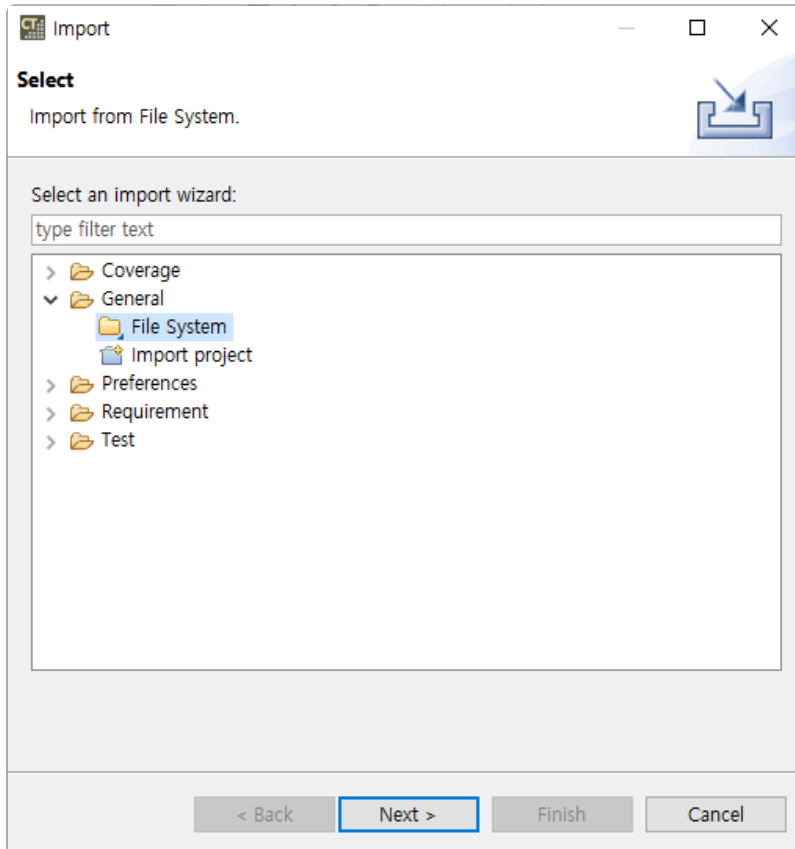 CT
Import
Select
Import from File System.
Select an import wizard:
type filter text
Coverage
General
File System
Import project
Preferences
Requirement
Test
< Back
Next >
Finish
Cancel